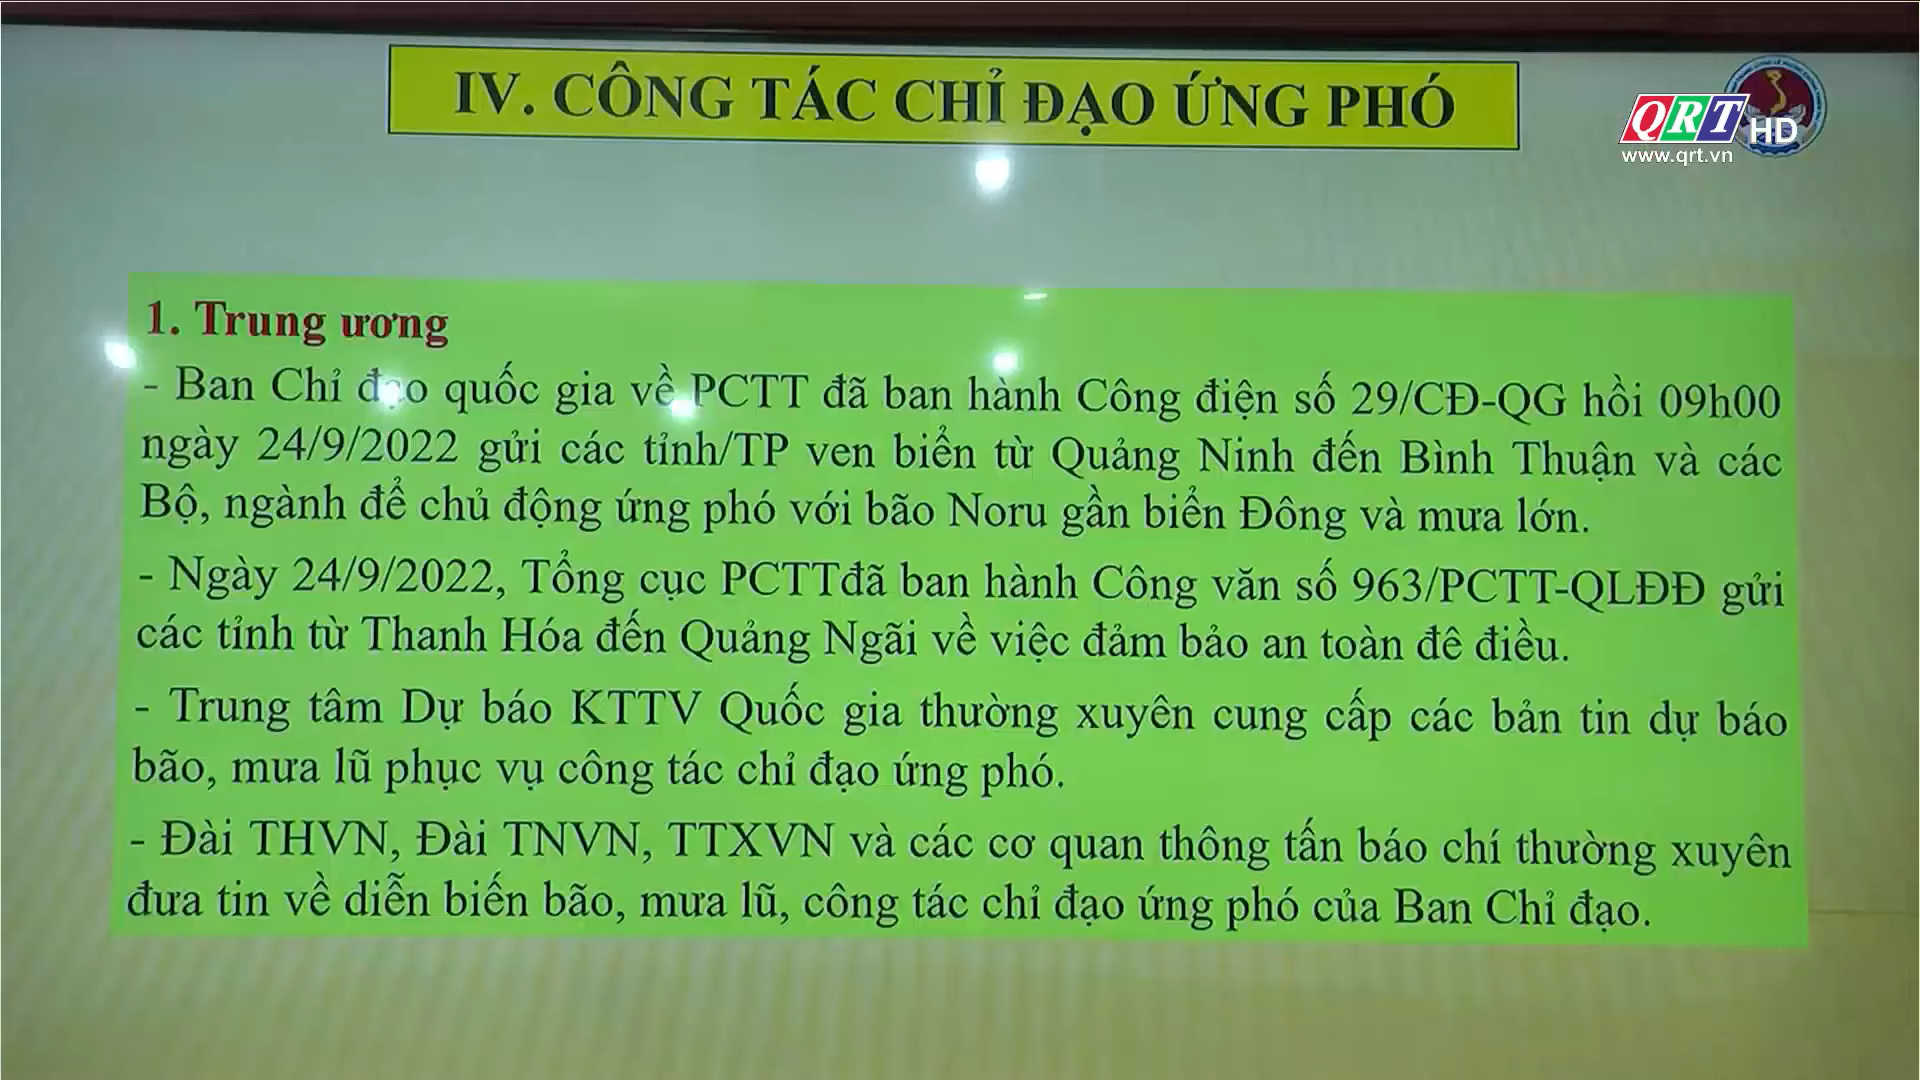 IV. CÔNG TÁC CHỈ ĐẠO ỨNG PHÓ
QRT HD
www.qrt.vn
1. Trung ương
- Ban Chỉ đạo quốc gia về PCTT đã ban hành Công điện số 29/CĐ-QG hồi 09h00
ngày 24/9/2022 gửi các tỉnh/TP ven biển từ Quảng Ninh đến Bình Thuận và các
Bộ, ngành để chủ động ứng phó với bão Noru gần biển Đông và mưa lớn.
- Ngày 24/9/2022, Tổng cục PCTTđã ban hành Công văn số 963/PCTT-QLĐĐ gửi
các tỉnh từ Thanh Hóa đến Quảng Ngãi về việc đảm bảo an toàn đê điều.
- Trung tâm Dự báo KTTV Quốc gia thường xuyên cung cấp các bản tin dự báo
bão, mưa lũ phục vụ công tác chỉ đạo ứng phó.
- Đài THVN, Đài TNVN, TTXVN và các cơ quan thông tấn báo chí thường xuyên
đưa tin về diễn biến bão, mưa lũ, công tác chỉ đạo ứng phó của Ban Chỉ đạo.